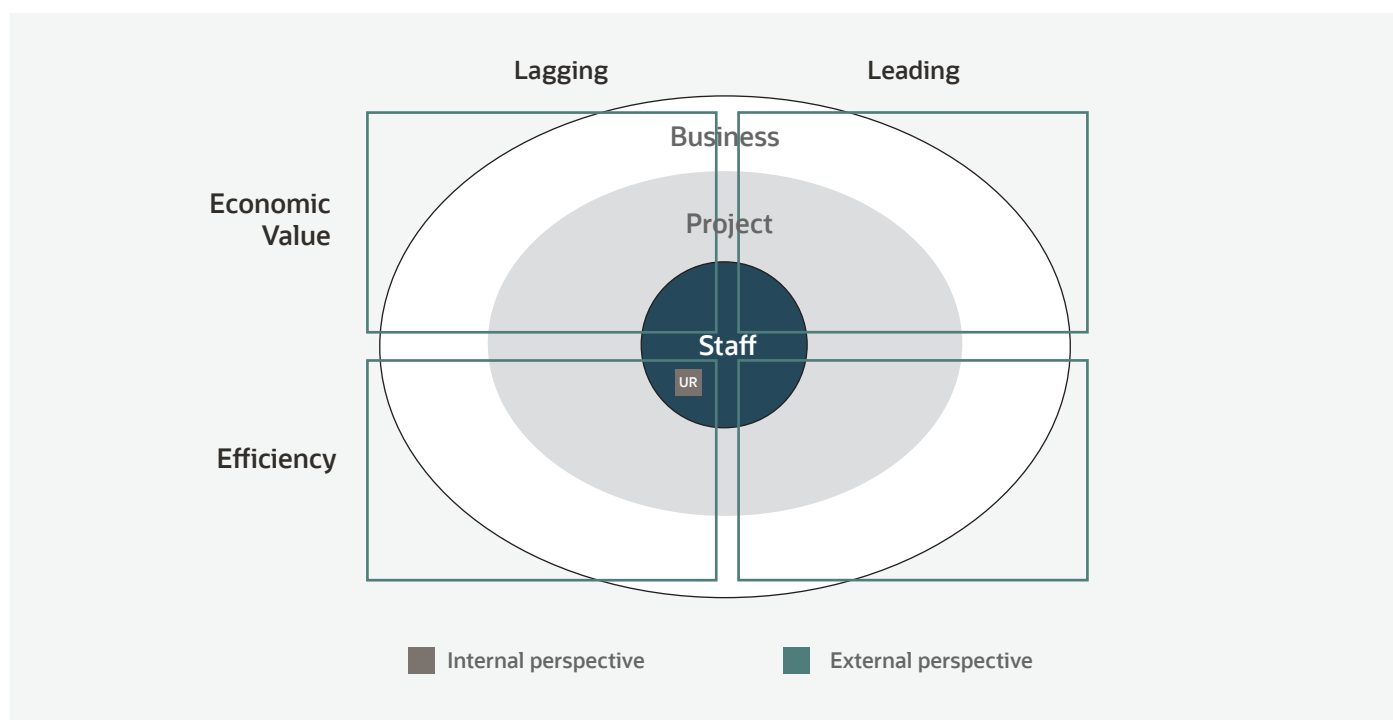 Lagging
Leading
Business
Economic
Value
Project
Staff
UR
Efficiency
Internal perspective
External perspective